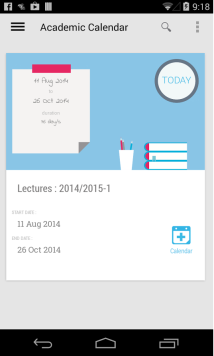 9:18
Academic Calendar
11 Aug 2014
to
26 Oct 2014
TODAY
Lectures : 2014/2015-1
START DATE :
11 Aug 2014
END DATE :
26 Oct 2014
Calendar